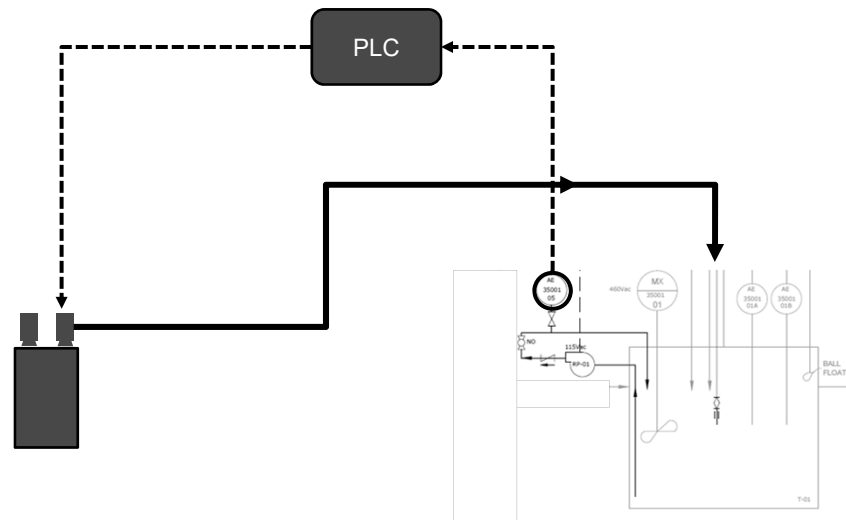 PLC
AE
35001
05
460Vac
MX
35001
01
AE
35001
01A
AE
35001
01B
NO
115Vac
RP-01
BALL
FLOAT
T-01